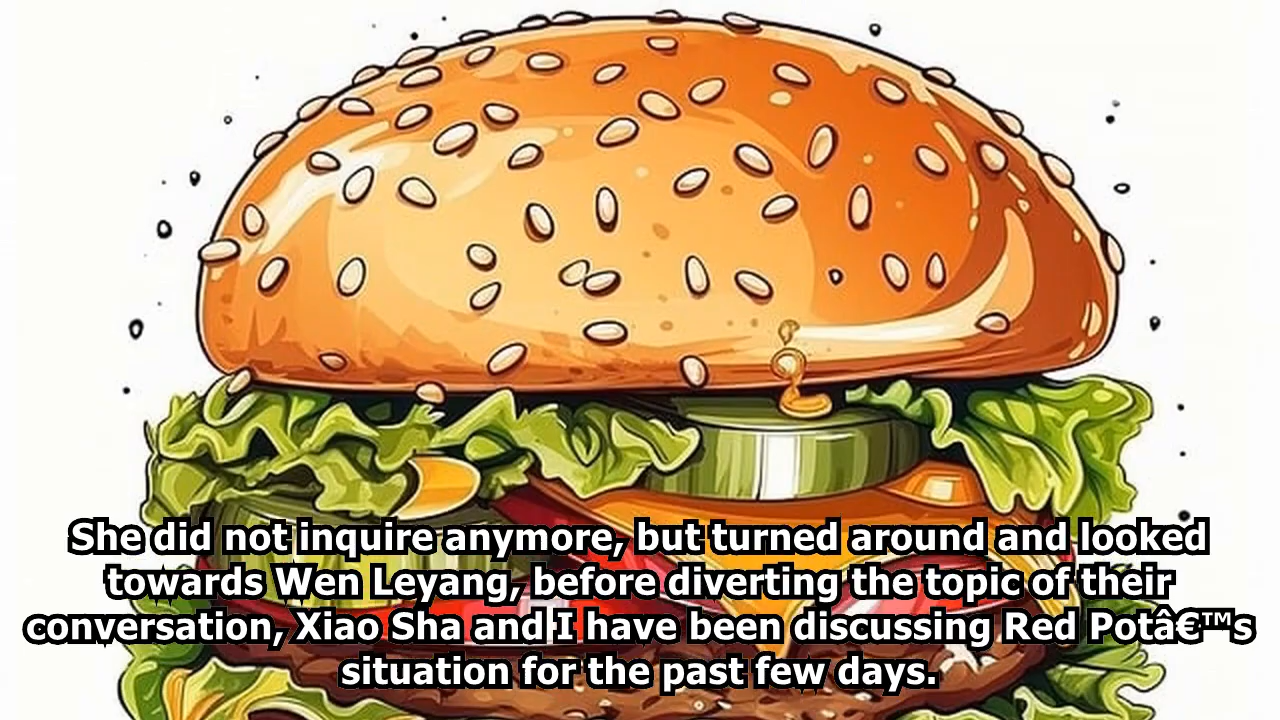 She did not inquire anymore, but turned around and looked
towards Wen Leyang, before diverting the topic of their
conversation, Xiao Sha and I have been discussing Red Potâ€™s
situation for the past few days.